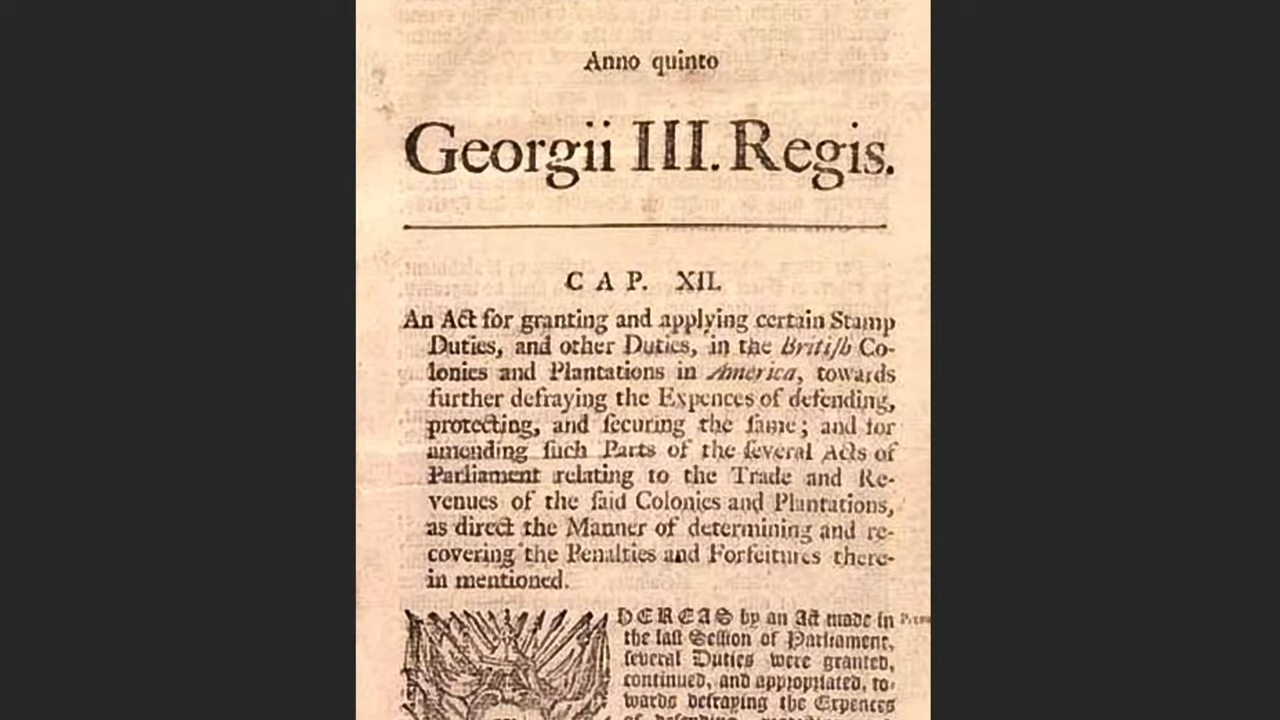 Anno quinto
Georgii III. Regis.
CAP. XII.
An Act for granting and applying certain Stamp
Duties, and other Duties, in the Britiſh Co-
lonies and Plantations in America, towards
further defraying the Expences of defending,
protecting, and ſecuring the ſame; and for
amending ſuch Parts of the ſeveral Acts of
Parliament relating to the Trade and Re-
venues of the ſaid Colonies and Plantations,
as direct the Manner of determining and re-
covering the Penalties and Forfeitures there-
in mentioned.
HEREAS by an Act made in
the laſt Seſſion of Parliament,
ſeveral Duties were granted,
continued, and appropriated, to-
wards defraying the Expences